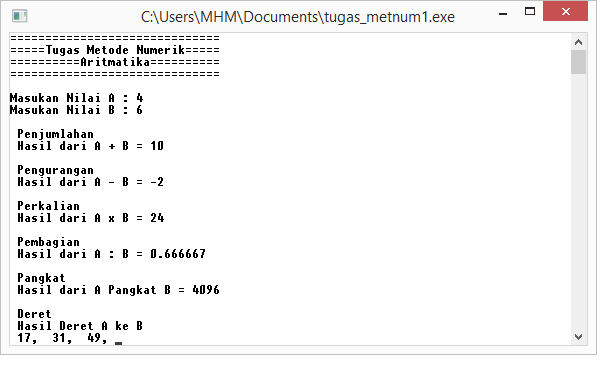 C:\Users\MHM\Documents\tugas_metnum1.exe
==============================
=====Tugas Metode Numerik=====
==========Aritmatika==========
==============================
Masukan Nilai A : 4
Masukan Nilai B : 6
Penjumlahan
Hasil dari A + B = 10
Pengurangan
Hasil dari A - B = -2
Perkalian
Hasil dari A x B = 24
Pembagian
Hasil dari A : B = 0.666667
Pangkat
Hasil dari A Pangkat B = 4096
Deret
Hasil Deret A ke B
17,  31,  49, _